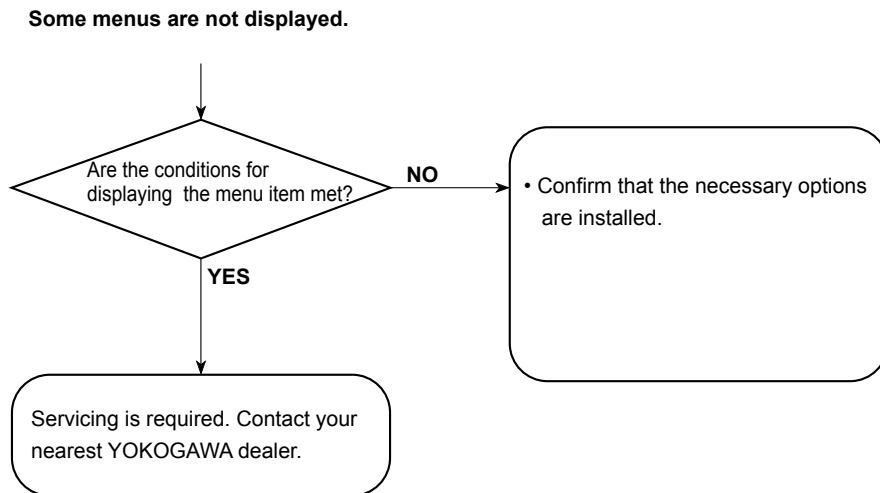 Some menus are not displayed.
Are the conditions for
displaying the menu item met?
NO
• Confirm that the necessary options
are installed.
YES
Servicing is required. Contact your
nearest YOKOGAWA dealer.